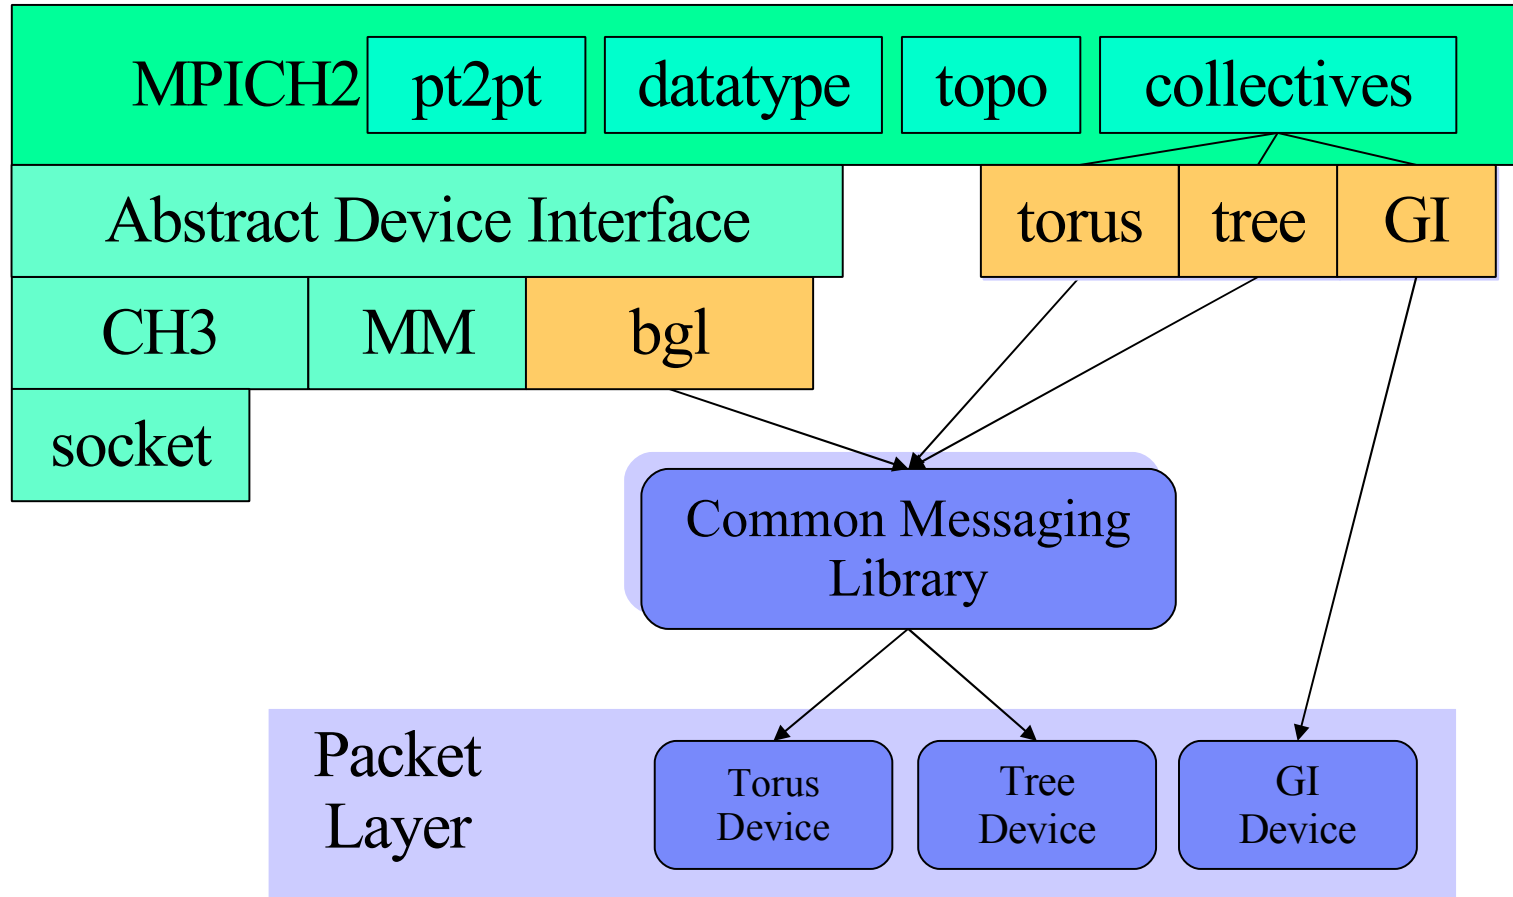 MPICH2 pt2pt datatype topo collectives
Abstract Device Interface torus tree GI
CH3 MM bgl
socket
Common Messaging
Library
Packet
Layer
Torus
Device
Tree
Device
GI
Device